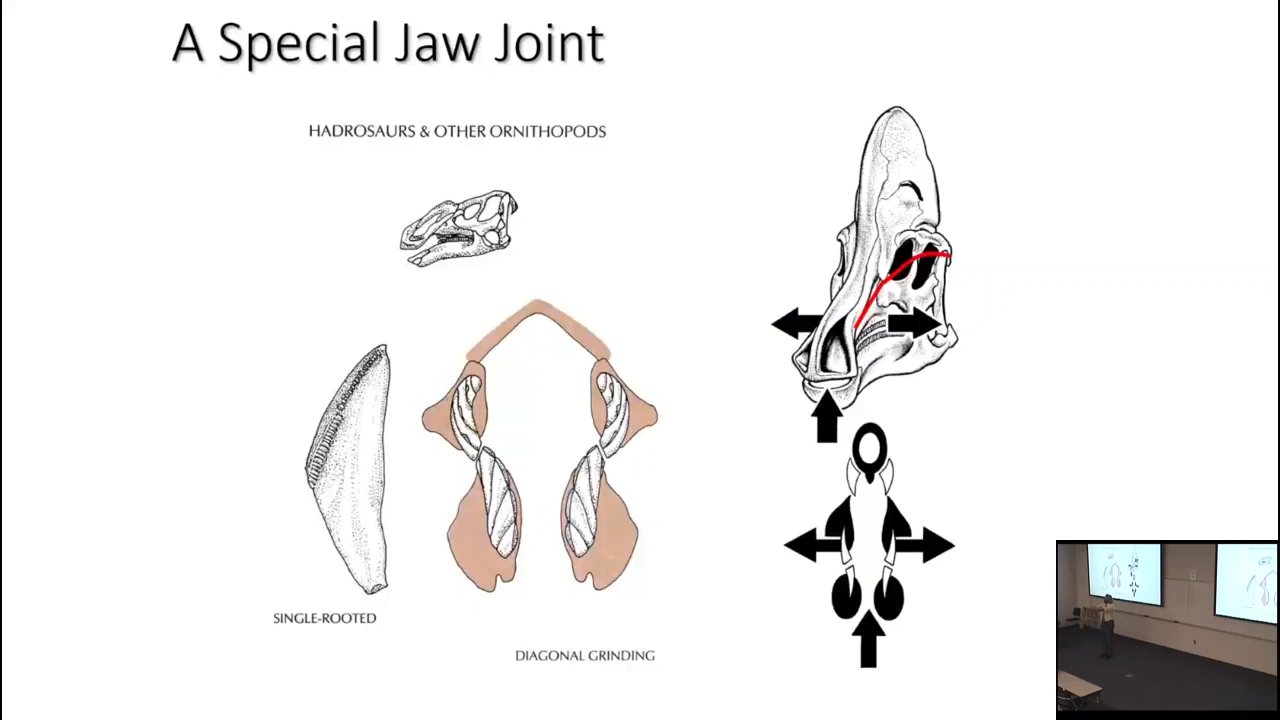 A Special Jaw Joint
HADROSAURS & OTHER ORNITHOPODS
SINGLE-ROOTED
DIAGONAL GRINDING